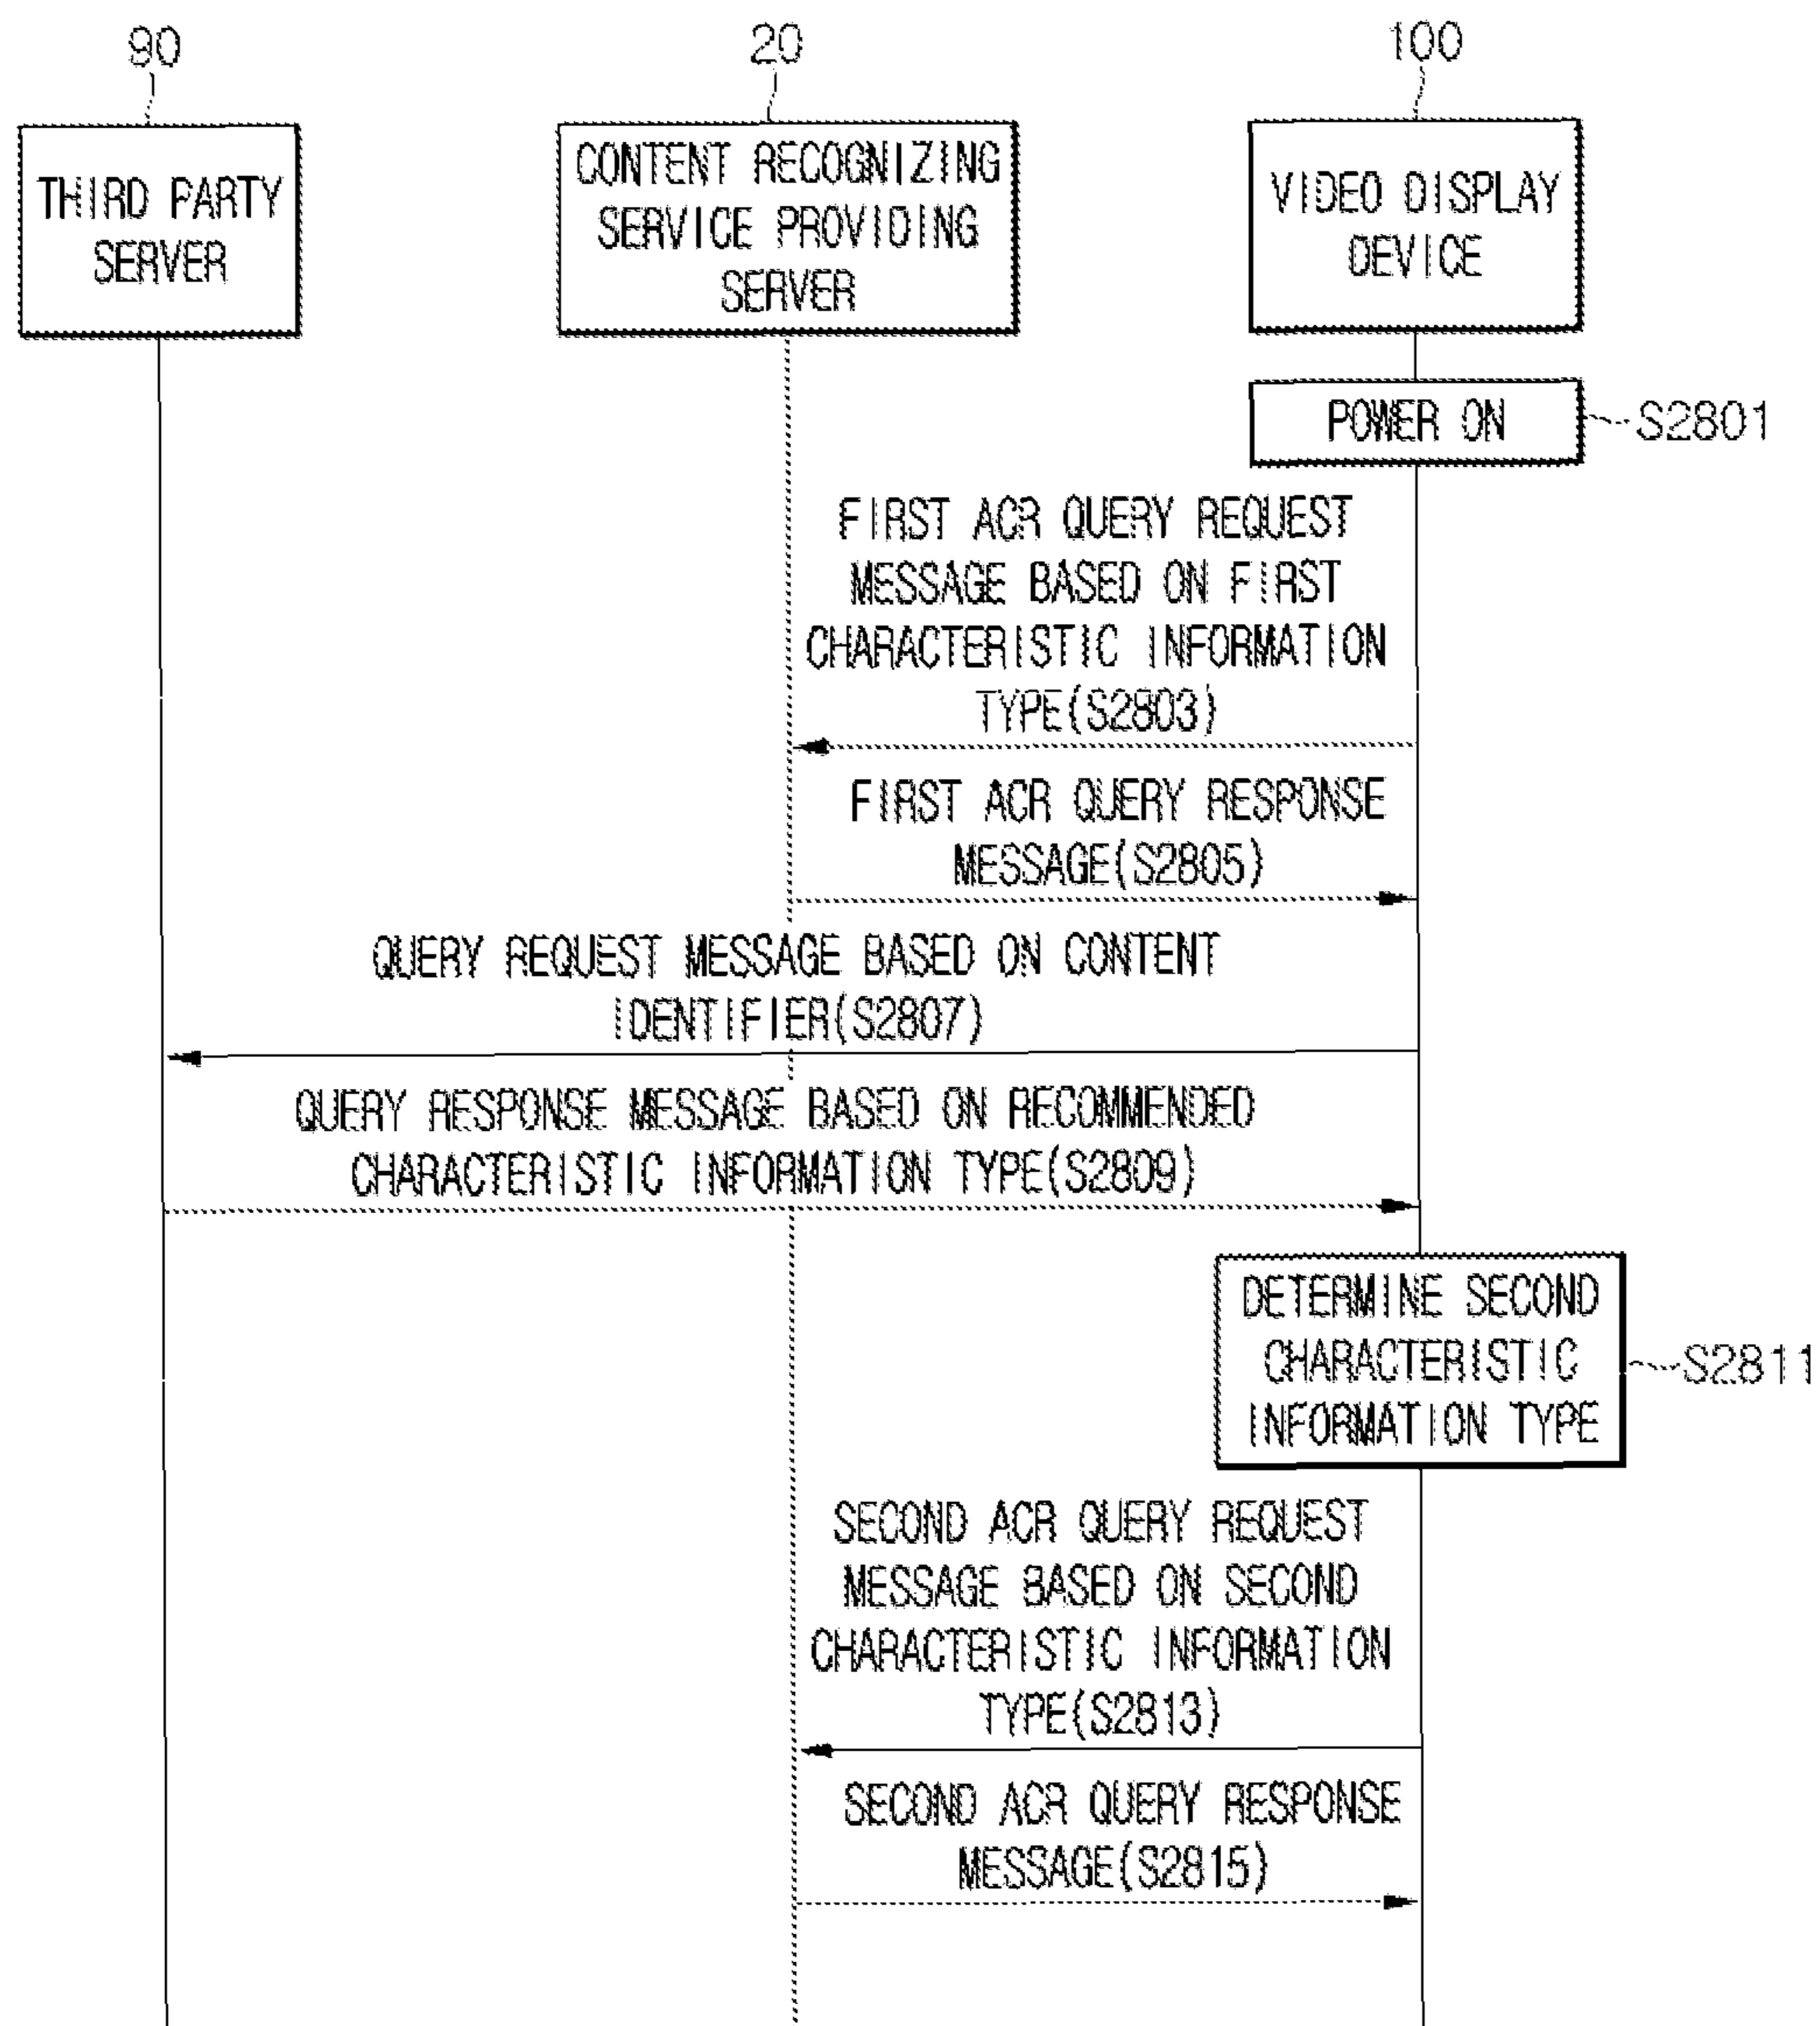 90
20
100
THIRD PARTY
SERVER
CONTENT RECOGNIZING
SERVICE PROVIDING
SERVER
VIDEO DISPLAY
DEVICE
POWER ON
S2801
FIRST ACR QUERY REQUEST
MESSAGE BASED ON FIRST
CHARACTERISTIC INFORMATION
TYPE(S2803)
FIRST ACR QUERY RESPONSE
MESSAGE(S2805)
QUERY REQUEST MESSAGE BASED ON CONTENT
IDENTIFIER(S2807)
QUERY RESPONSE MESSAGE BASED ON RECOMMENDED
CHARACTERISTIC INFORMATION TYPE(S2809)
DETERMINE SECOND
CHARACTERISTIC
INFORMATION TYPE
S2811
SECOND ACR QUERY REQUEST
MESSAGE BASED ON SECOND
CHARACTERISTIC INFORMATION
TYPE(S2813)
SECOND ACR QUERY RESPONSE
MESSAGE(S2815)